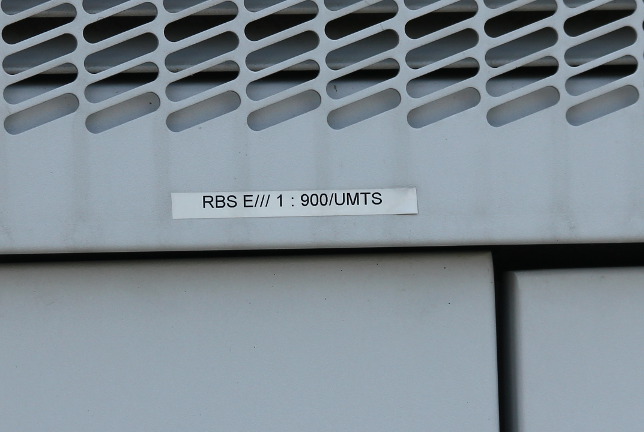 RBS E/// 1 : 900/UMTS